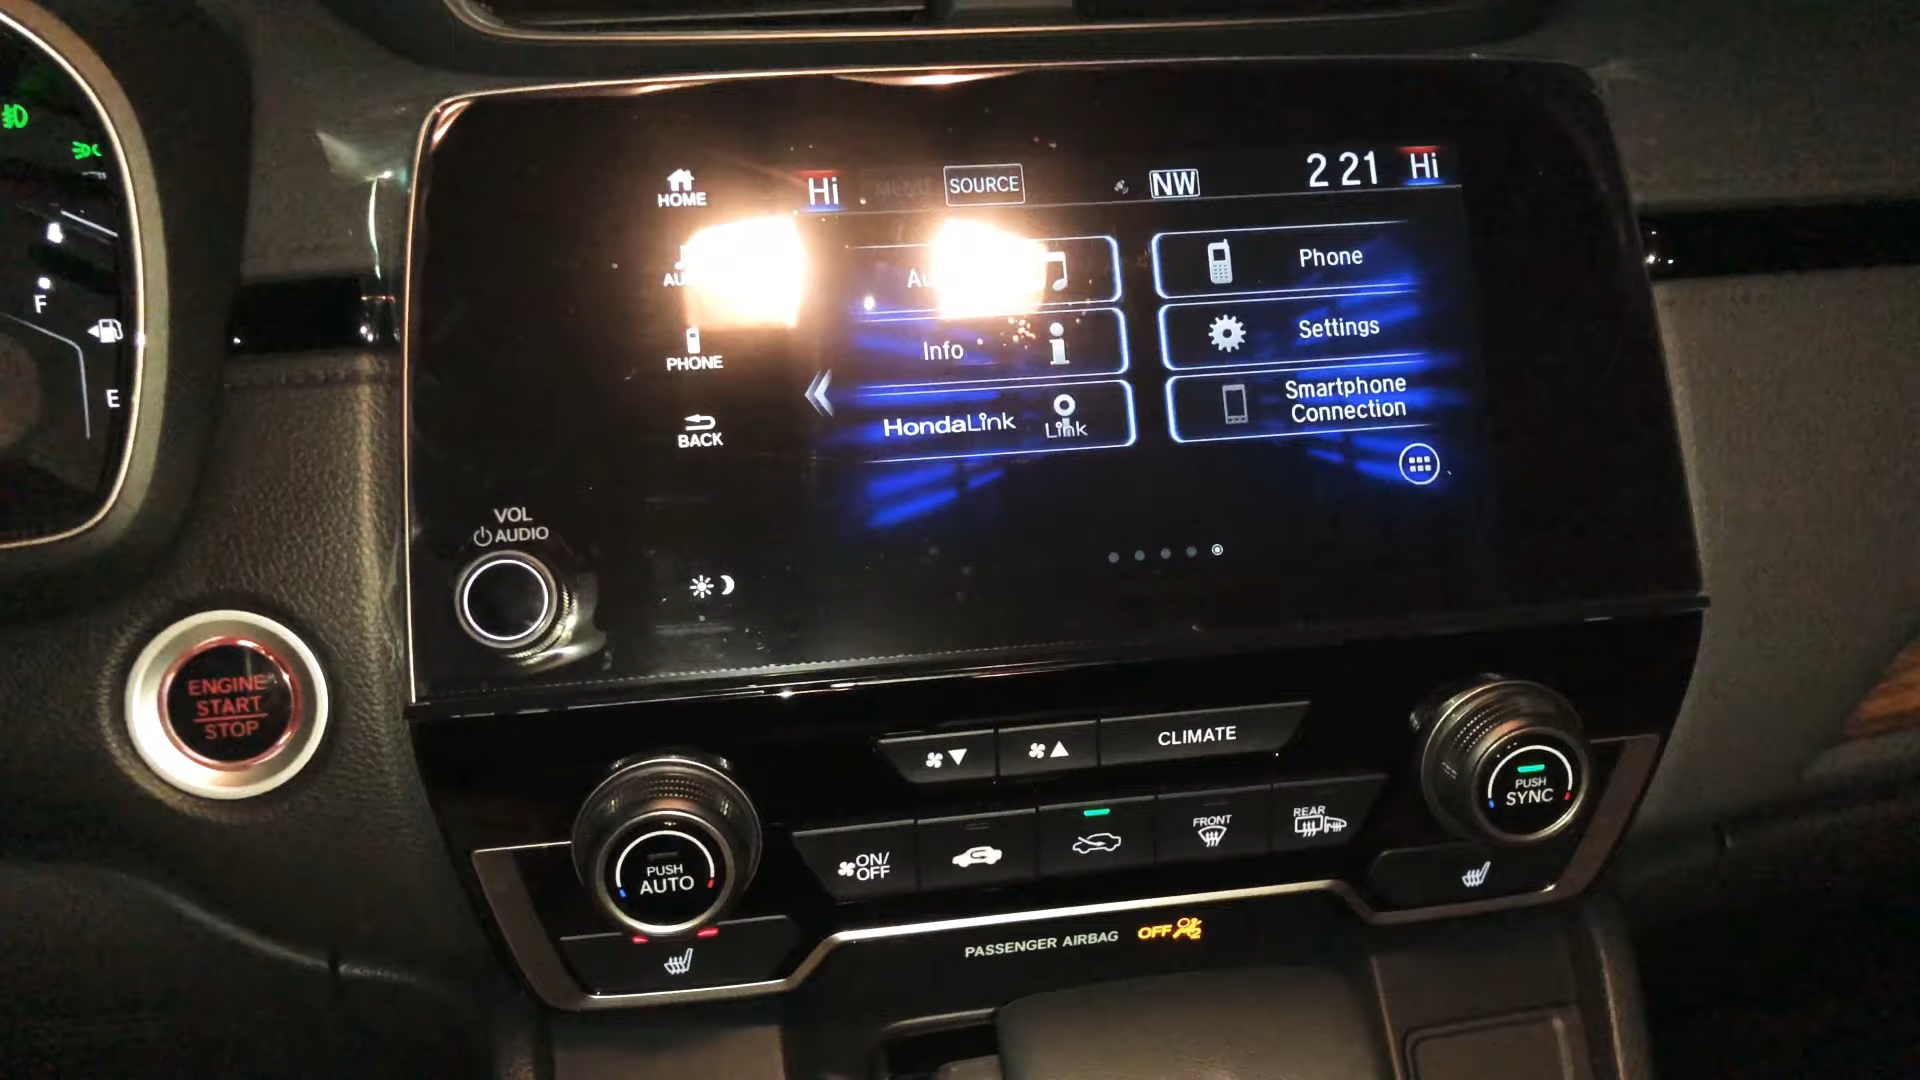 HOME
Hi
SOURCE
NW
2 21
Hi
Phone
Info
Settings
PHONE
HondaLink
Link
Smartphone
Connection
BACK
VOL
AUDIO
F
E
ENGINE
START
STOP
CLIMATE
PUSH
AUTO
ON/
OFF
FRONT
REAR
PUSH
SYNC
PASSENGER AIRBAG
OFF
2